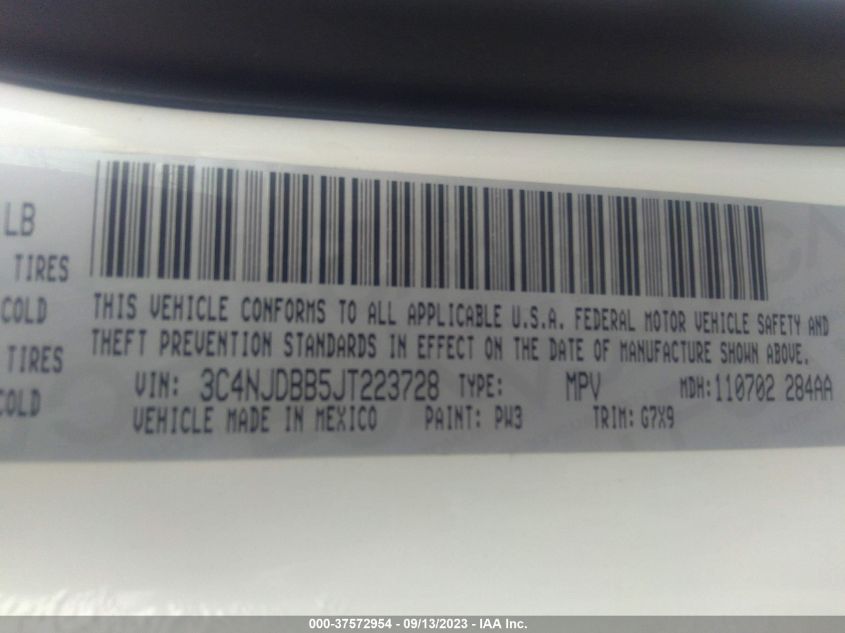 LB
TIRES
COLD
TIRES
COLD
THIS VEHICLE CONFORMS TO ALL APPLICABLE U.S.A. FEDERAL MOTOR VEHICLE SAFETY AND
THEFT PREVENTION STANDARDS IN EFFECT ON THE DATE OF MANUFACTURE SHOWN ABOVE.
VIN: 3C4NJDBB5JT223728 TYPE: MPV MDH:110702 284AA
VEHICLE MADE IN MEXICO PAINT: PW3 TRIM: G7X9
000-37572954 - 09/13/2023 - IAA Inc.